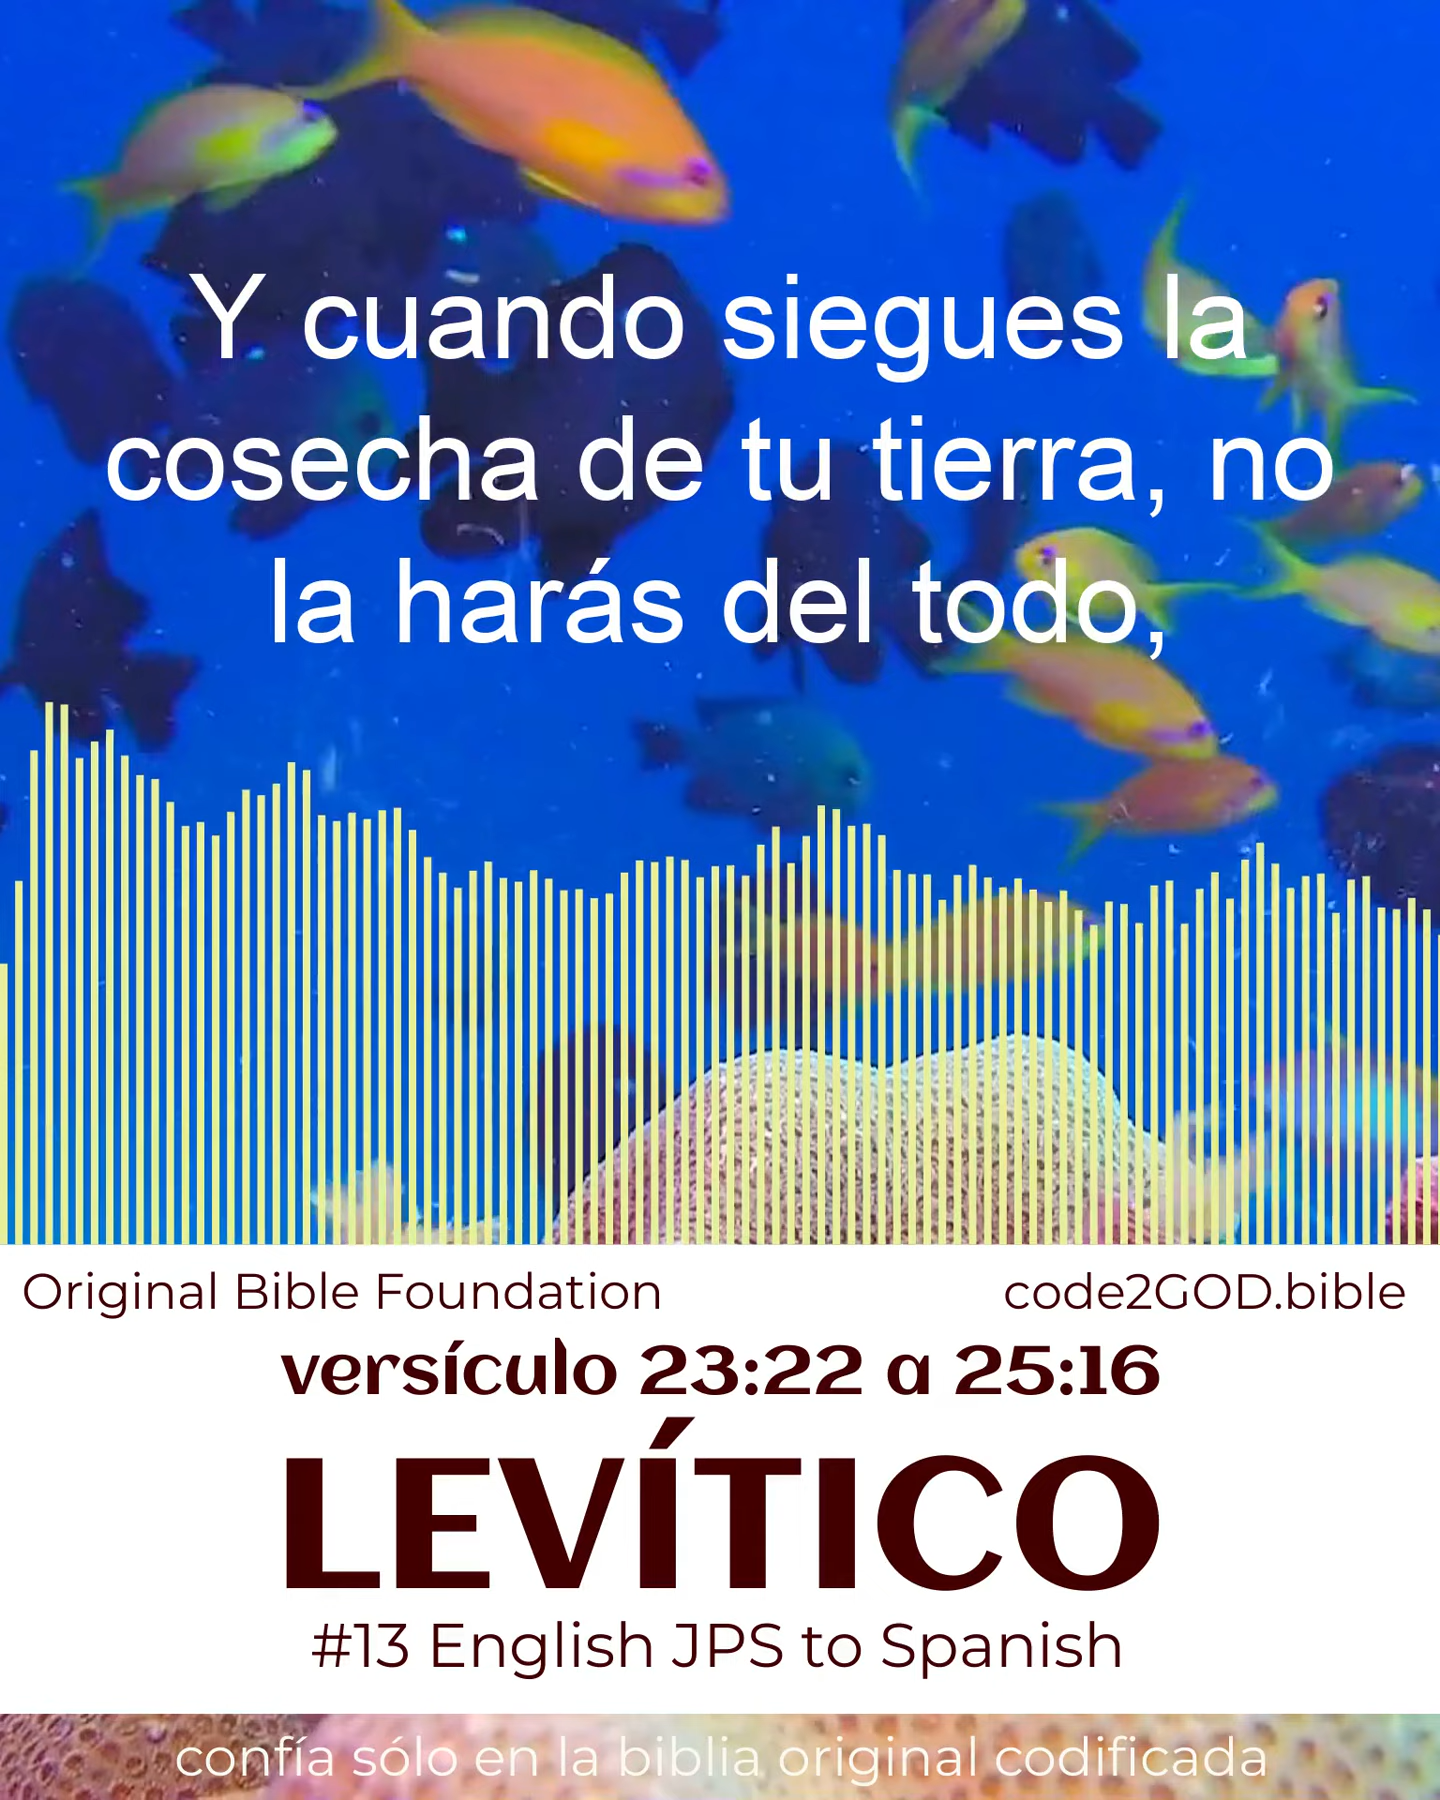 Y cuando siegues la
cosecha de tu tierra, no
la harás del todo,
Original Bible Foundation
code2GOD.bible
versículo 23:22 a 25:16
LEVÍTICO
#13 English JPS to Spanish
confía sólo en la biblia original codificada